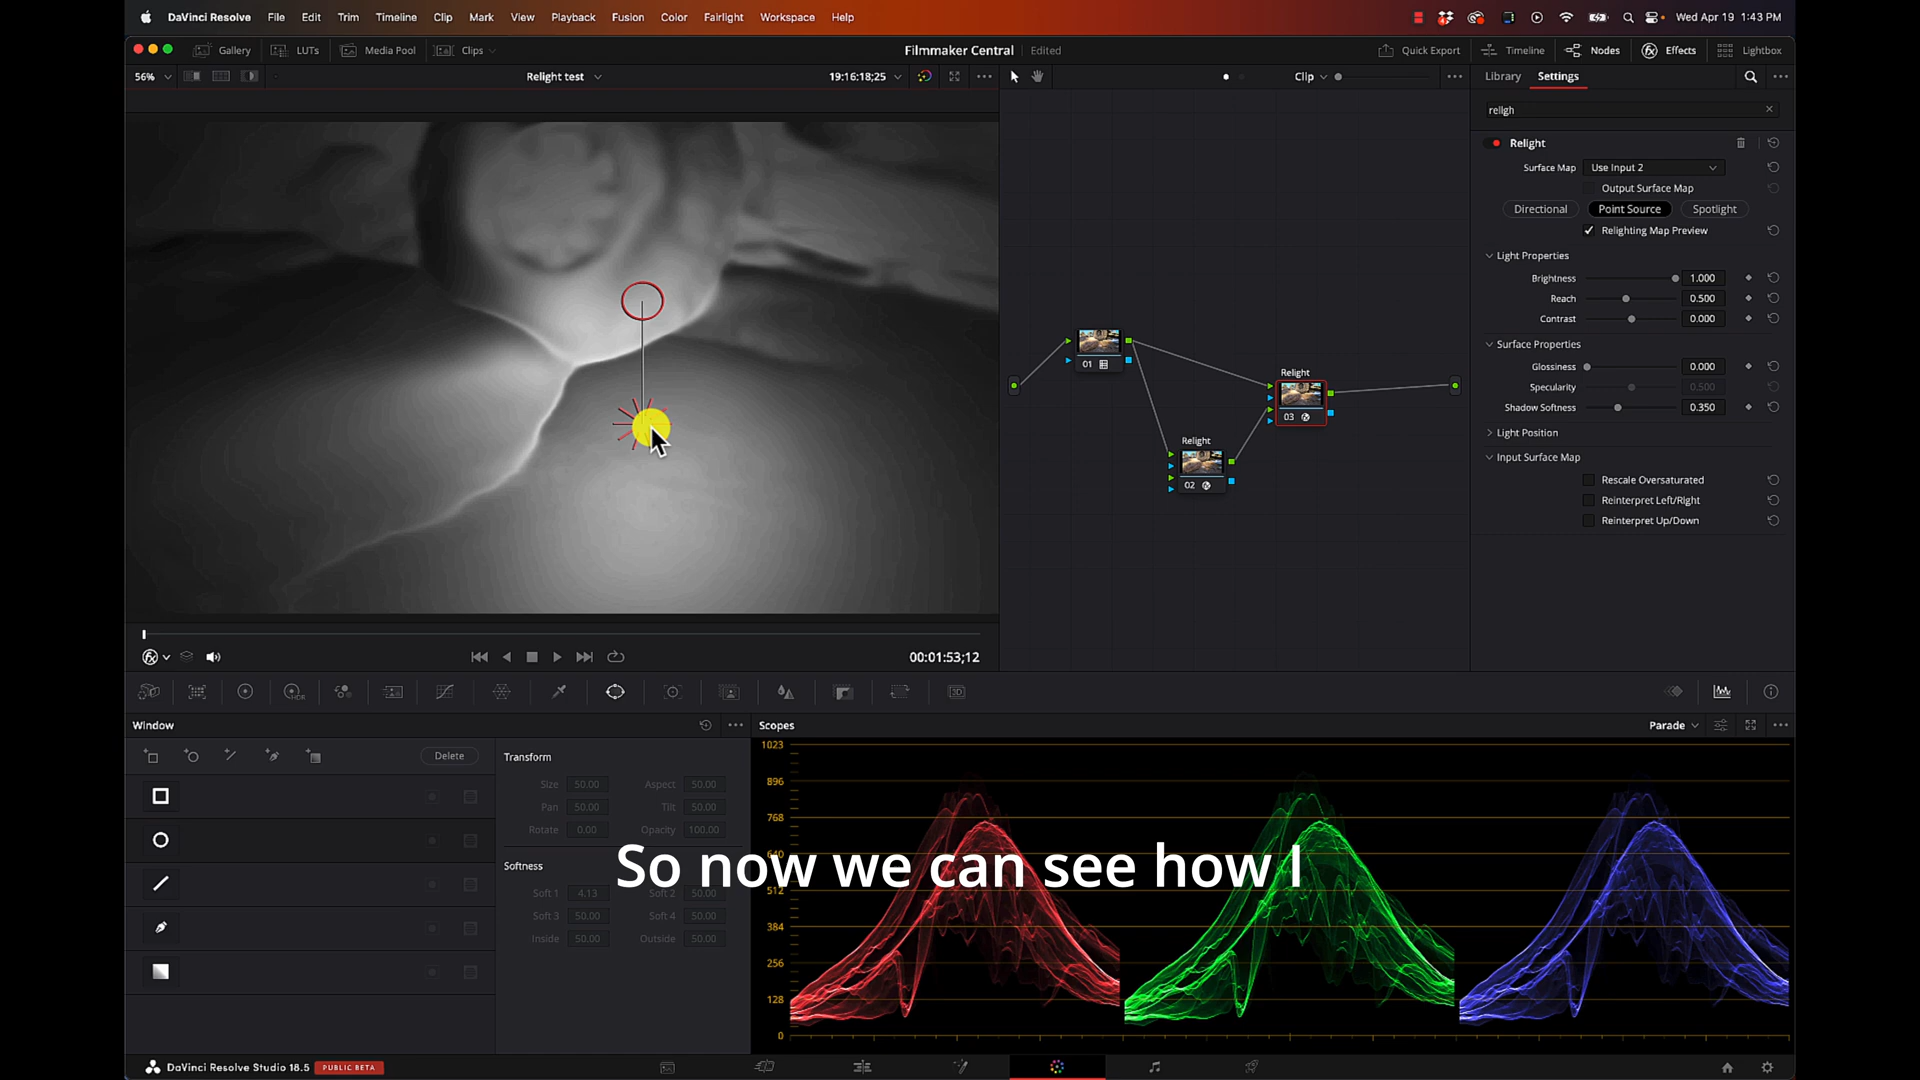 DaVinci Resolve File Edit Trim Timeline Clip Mark View Playback Fusion Color Fairlight Workspace Help Wed Apr 19 1:43 PM
Gallery LUTs Media Pool Clips Filmmaker Central Edited Quick Export Timeline Nodes Effects Lightbox
56% Relight test 19:16:18;25 Clip Library Settings
religh
Relight
Surface Map Use Input 2
Output Surface Map
Directional Point Source Spotlight
Relighting Map Preview
Light Properties
Brightness 1.000
Reach 0.500
Contrast 0.000
Surface Properties
Glossiness 0.000
Specularity 0.500
Shadow Softness 0.350
Light Position
Input Surface Map
Rescale Oversaturated
Reinterpret Left/Right
Reinterpret Up/Down
01
Relight
03
Relight
02
00:01:53;12
HDR
3D
Window
Delete
Transform
Size 50.00 Aspect 50.00
Pan 50.00 Tilt 50.00
Rotate 0.00 Opacity 100.00
Softness
Soft 1 4.13 Soft 2 50.00
Soft 3 50.00 Soft 4 50.00
Inside 50.00 Outside 50.00
Scopes Parade
1023
896
768
640
512
384
256
128
0
So now we can see how I
DaVinci Resolve Studio 18.5 PUBLIC BETA